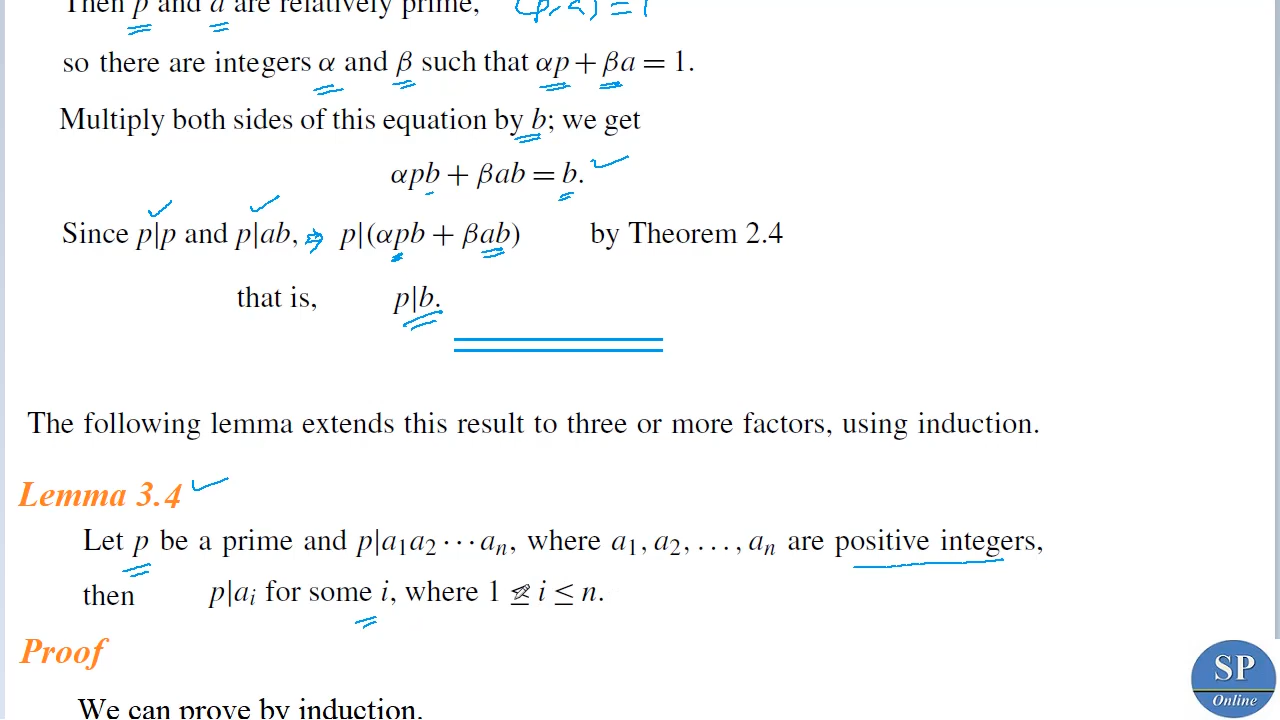 Then p and a are relatively prime, (p, a) = 1
so there are integers α and β such that αp + βa = 1.
Multiply both sides of this equation by b; we get
αpb + βab = b.
Since p|p and p|ab, ⇒ p|(αpb + βab) by Theorem 2.4
that is, p|b.
The following lemma extends this result to three or more factors, using induction.
Lemma 3.4
Let p be a prime and p|a₁a₂ ··· aₙ, where a₁, a₂, ..., aₙ are positive integers,
then p|aᵢ for some i, where 1 ≤ i ≤ n.
Proof
We can prove by induction.
SP
Online